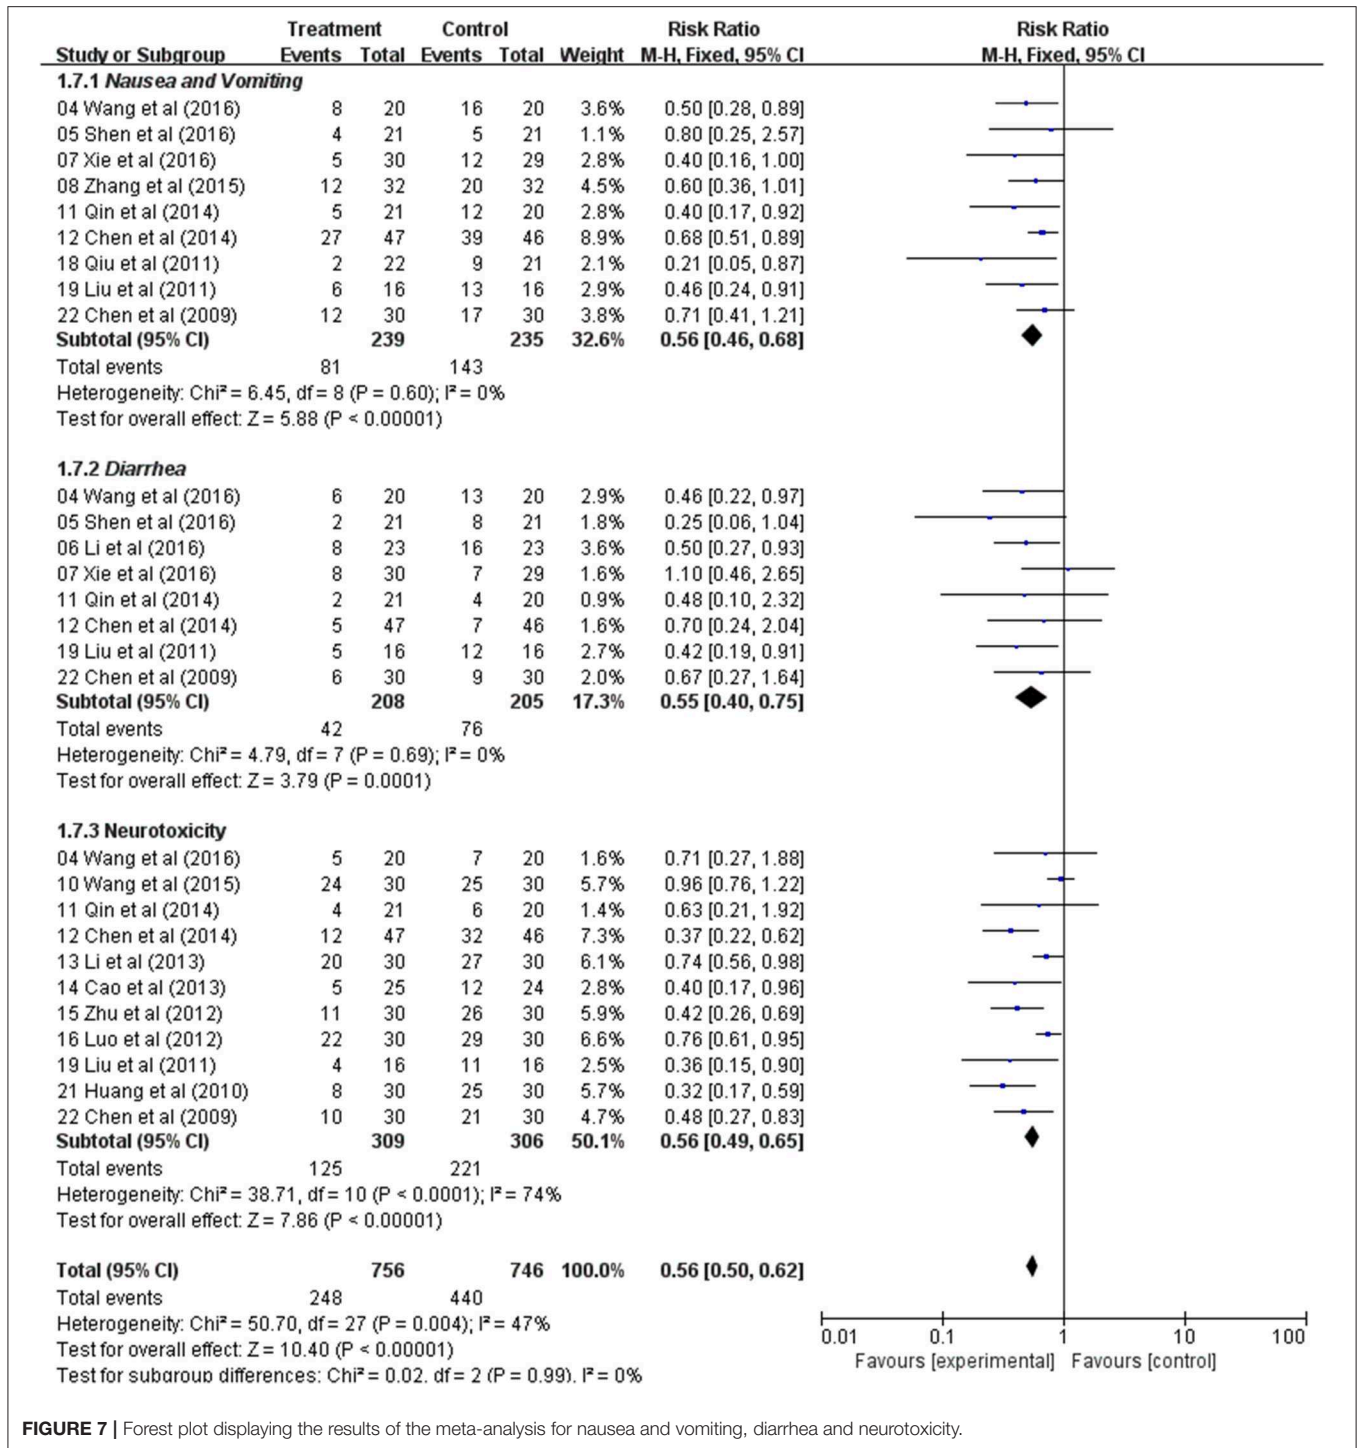 Treatment Control Risk Ratio Risk Ratio
Study or Subgroup Events Total Events Total Weight M-H, Fixed, 95% CI M-H, Fixed, 95% CI
1.7.1 Nausea and Vomiting
04 Wang et al (2016) 8 20 16 20 3.6% 0.50 [0.28, 0.89]
05 Shen et al (2016) 4 21 5 21 1.1% 0.80 [0.25, 2.57]
07 Xie et al (2016) 5 30 12 29 2.8% 0.40 [0.16, 1.00]
08 Zhang et al (2015) 12 32 20 32 4.5% 0.60 [0.36, 1.01]
11 Qin et al (2014) 5 21 12 20 2.8% 0.40 [0.17, 0.92]
12 Chen et al (2014) 27 47 39 46 8.9% 0.68 [0.51, 0.89]
18 Qiu et al (2011) 2 22 9 21 2.1% 0.21 [0.05, 0.87]
19 Liu et al (2011) 6 16 13 16 2.9% 0.46 [0.24, 0.91]
22 Chen et al (2009) 12 30 17 30 3.8% 0.71 [0.41, 1.21]
Subtotal (95% CI) 239 235 32.6% 0.56 [0.46, 0.68]
Total events 81 143
Heterogeneity: Chi² = 6.45, df = 8 (P = 0.60); I² = 0%
Test for overall effect: Z = 5.88 (P < 0.00001)
1.7.2 Diarrhea
04 Wang et al (2016) 6 20 13 20 2.9% 0.46 [0.22, 0.97]
05 Shen et al (2016) 2 21 8 21 1.8% 0.25 [0.06, 1.04]
06 Li et al (2016) 8 23 16 23 3.6% 0.50 [0.27, 0.93]
07 Xie et al (2016) 8 30 7 29 1.6% 1.10 [0.46, 2.65]
11 Qin et al (2014) 2 21 4 20 0.9% 0.48 [0.10, 2.32]
12 Chen et al (2014) 5 47 7 46 1.6% 0.70 [0.24, 2.04]
19 Liu et al (2011) 5 16 12 16 2.7% 0.42 [0.19, 0.91]
22 Chen et al (2009) 6 30 9 30 2.0% 0.67 [0.27, 1.64]
Subtotal (95% CI) 208 205 17.3% 0.55 [0.40, 0.75]
Total events 42 76
Heterogeneity: Chi² = 4.79, df = 7 (P = 0.69); I² = 0%
Test for overall effect: Z = 3.79 (P = 0.0001)
1.7.3 Neurotoxicity
04 Wang et al (2016) 5 20 7 20 1.6% 0.71 [0.27, 1.88]
10 Wang et al (2015) 24 30 25 30 5.7% 0.96 [0.76, 1.22]
11 Qin et al (2014) 4 21 6 20 1.4% 0.63 [0.21, 1.92]
12 Chen et al (2014) 12 47 32 46 7.3% 0.37 [0.22, 0.62]
13 Li et al (2013) 20 30 27 30 6.1% 0.74 [0.56, 0.98]
14 Cao et al (2013) 5 25 12 24 2.8% 0.40 [0.17, 0.96]
15 Zhu et al (2012) 11 30 26 30 5.9% 0.42 [0.26, 0.69]
16 Luo et al (2012) 22 30 29 30 6.6% 0.76 [0.61, 0.95]
19 Liu et al (2011) 4 16 11 16 2.5% 0.36 [0.15, 0.90]
21 Huang et al (2010) 8 30 25 30 5.7% 0.32 [0.17, 0.59]
22 Chen et al (2009) 10 30 21 30 4.7% 0.48 [0.27, 0.83]
Subtotal (95% CI) 309 306 50.1% 0.56 [0.49, 0.65]
Total events 125 221
Heterogeneity: Chi² = 38.71, df = 10 (P < 0.0001); I² = 74%
Test for overall effect: Z = 7.86 (P < 0.00001)
Total (95% CI) 756 746 100.0% 0.56 [0.50, 0.62]
Total events 248 440
Heterogeneity: Chi² = 50.70, df = 27 (P = 0.004); I² = 47%
Test for overall effect: Z = 10.40 (P < 0.00001)
Test for subgroup differences: Chi² = 0.02, df = 2 (P = 0.99), I² = 0%
0.01 0.1 1 10 100
Favours [experimental] Favours [control]
FIGURE 7 | Forest plot displaying the results of the meta-analysis for nausea and vomiting, diarrhea and neurotoxicity.